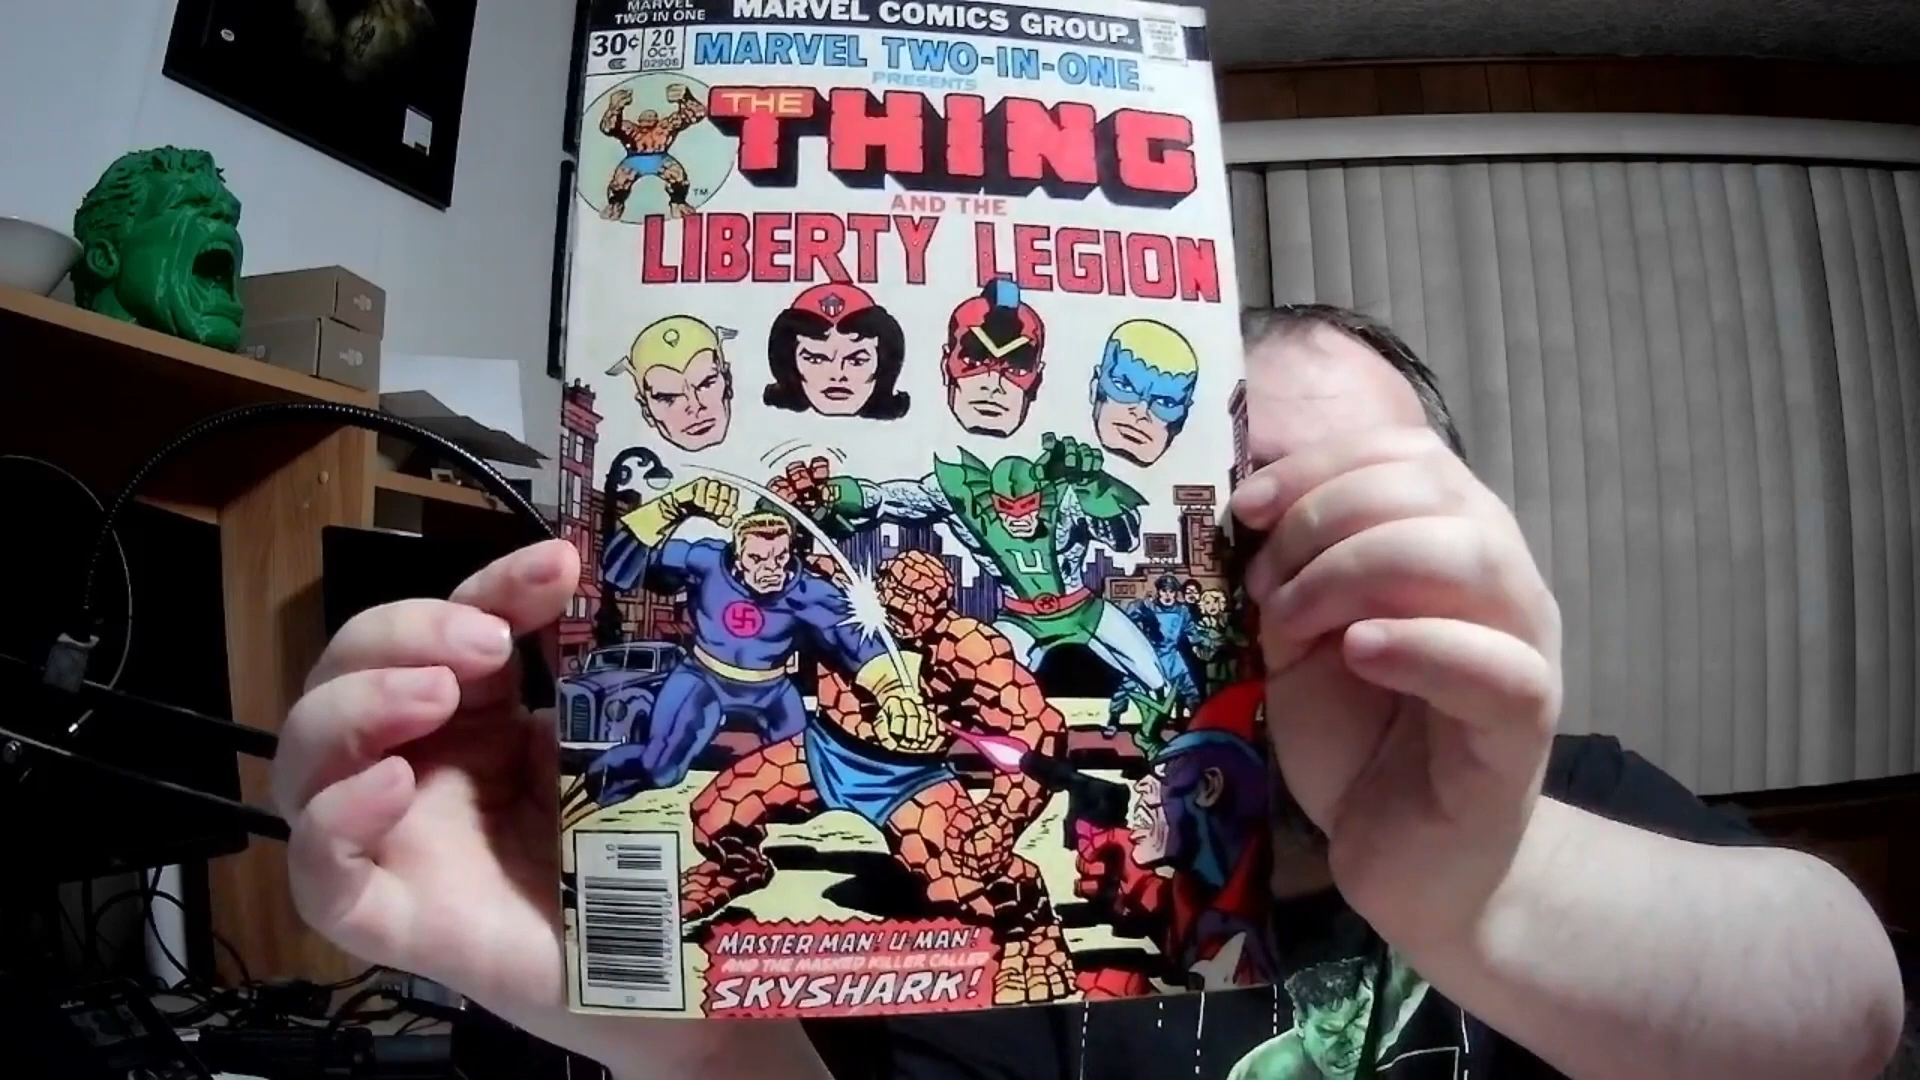 MARVEL
TWO IN ONE
MARVEL COMICS GROUP
30¢
20
OCT
02906
MARVEL TWO-IN-ONE
PRESENTS
THE
THING
TM
AND THE
LIBERTY LEGION
U
MASTER MAN! U-MAN!
AND THE MASKED KILLER CALLED
SKYSHARK!